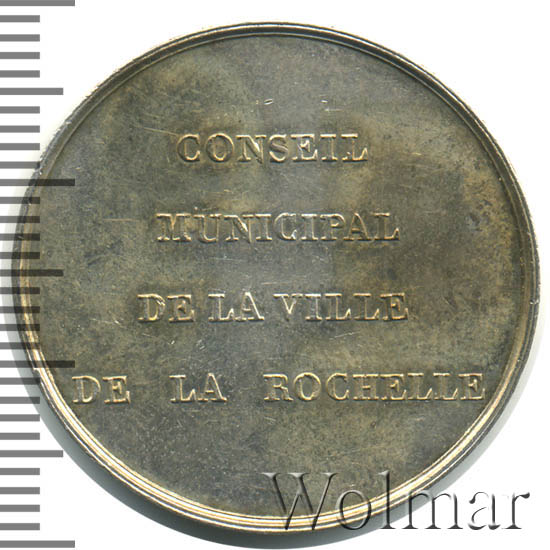 CONSEIL
MUNICIPAL
DE LA VILLE
DE LA ROCHELLE
Wolmar